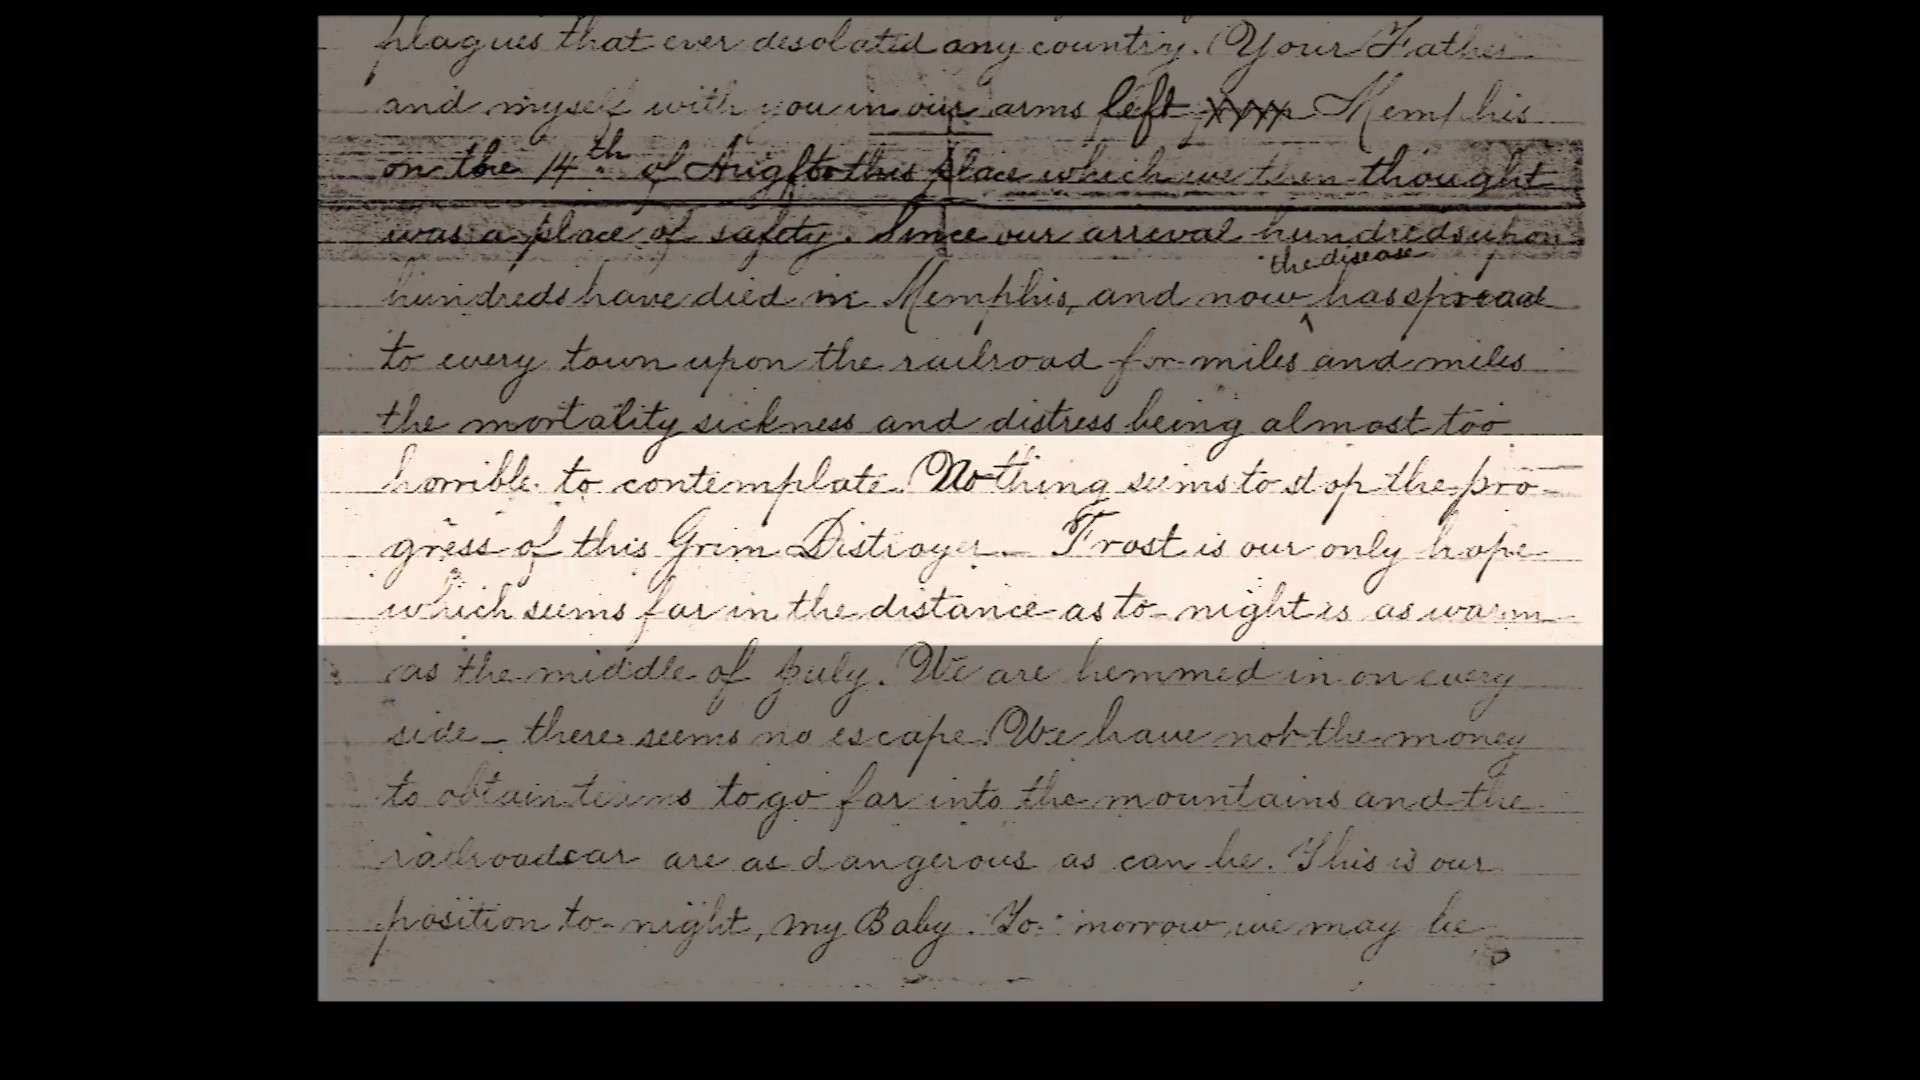 plagues that ever desolated any country. Your Father
and myself with you in our arms left Memphis
on the 14th of Aug to this place which we then thought
was a place of safety. Since our arrival hundreds upon
the disease
hundreds have died in Memphis, and now has spread
to every town upon the railroad for miles and miles
the mortality sickness and distress being almost too
horrible to contemplate. Nothing seems to stop the pro-
gress of this Grim Distroyer_ Frost is our only hope
which seems far in the distance as to-night is as warm
as the middle of July. We are hemmed in on every
side_ there seems no escape. We have not the money
to obtain teams to go far into the mountains and the
railroad car are as dangerous as can be. This is our
position to-night, my Baby. To-morrow we may be